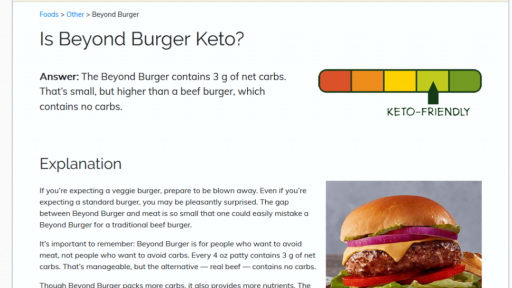 Foods > Other > Beyond Burger
Is Beyond Burger Keto?
Answer: The Beyond Burger contains 3 g of net carbs.
That's small, but higher than a beef burger, which
contains no carbs.
KETO-FRIENDLY
Explanation
If you're expecting a veggie burger, prepare to be blown away. Even if you're
expecting a standard burger, you may be pleasantly surprised. The gap
between Beyond Burger and meat is so small that one could easily mistake a
Beyond Burger for a traditional beef burger.
It's important to remember: Beyond Burger is for people who want to avoid
meat, not people who want to avoid carbs. Every 4 oz patty contains 3 g of net
carbs. That's manageable, but the alternative — real beef — contains no carbs.
Though Beyond Burger packs more carbs, it also provides more nutrients. The